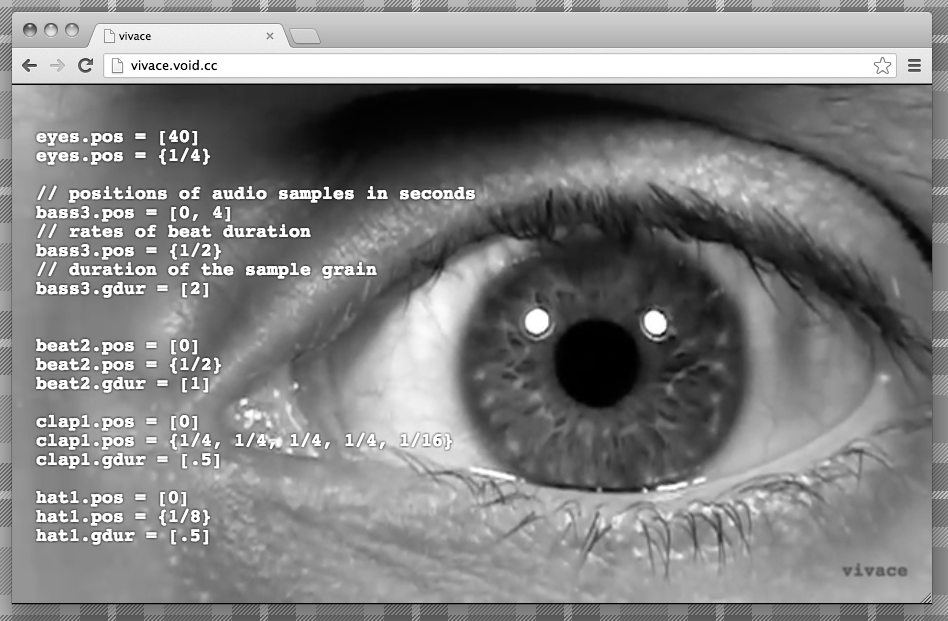 vivace
vivace.void.cc
eyes.pos = [40]
eyes.pos = {1/4}
// positions of audio samples in seconds
bass3.pos = [0, 4]
// rates of beat duration
bass3.pos = {1/2}
// duration of the sample grain
bass3.gdur = [2]
beat2.pos = [0]
beat2.pos = {1/2}
beat2.gdur = [1]
clap1.pos = [0]
clap1.pos = {1/4, 1/4, 1/4, 1/4, 1/16}
clap1.gdur = [.5]
hat1.pos = [0]
hat1.pos = {1/8}
hat1.gdur = [.5]
vivace